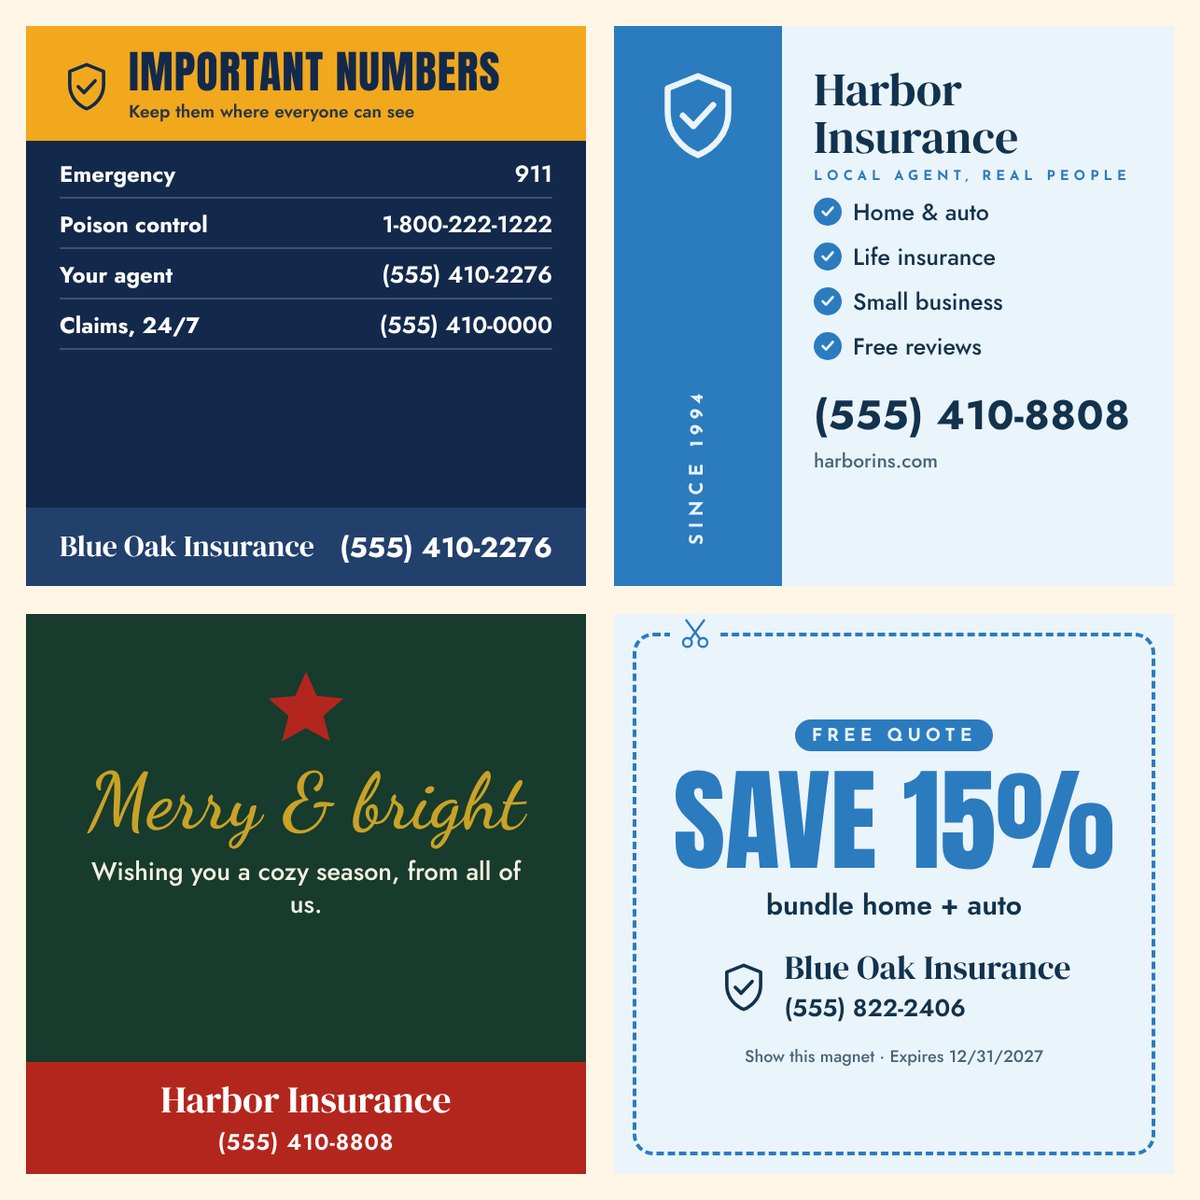 IMPORTANT NUMBERS
Keep them where everyone can see
Emergency 911
Poison control 1-800-222-1222
Your agent (555) 410-2276
Claims, 24/7 (555) 410-0000
Blue Oak Insurance (555) 410-2276
SINCE 1994
Harbor
Insurance
LOCAL AGENT, REAL PEOPLE
Home & auto
Life insurance
Small business
Free reviews
(555) 410-8808
harborins.com
Merry & bright
Wishing you a cozy season, from all of
us.
Harbor Insurance
(555) 410-8808
FREE QUOTE
SAVE 15%
bundle home + auto
Blue Oak Insurance
(555) 822-2406
Show this magnet · Expires 12/31/2027